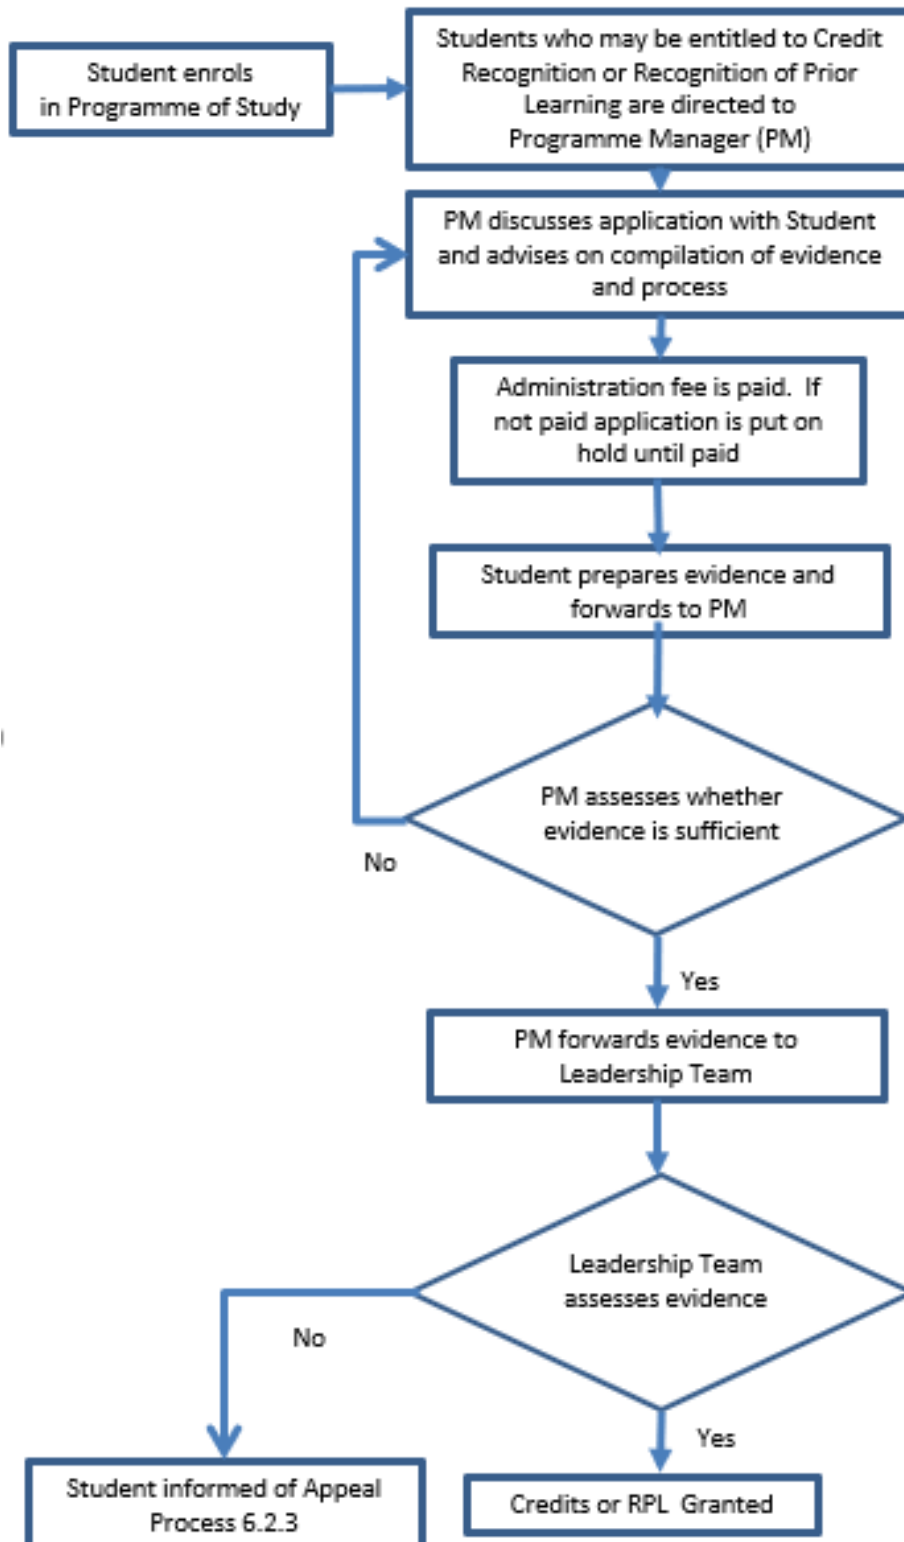 Student enrols
in Programme of Study
Students who may be entitled to Credit
Recognition or Recognition of Prior
Learning are directed to
Programme Manager (PM)
PM discusses application with Student
and advises on compilation of evidence
and process
Administration fee is paid. If
not paid application is put on
hold until paid
Student prepares evidence and
forwards to PM
PM assesses whether
evidence is sufficient
No
Yes
PM forwards evidence to
Leadership Team
Leadership Team
assesses evidence
No
Yes
Student informed of Appeal
Process 6.2.3
Credits or RPL Granted